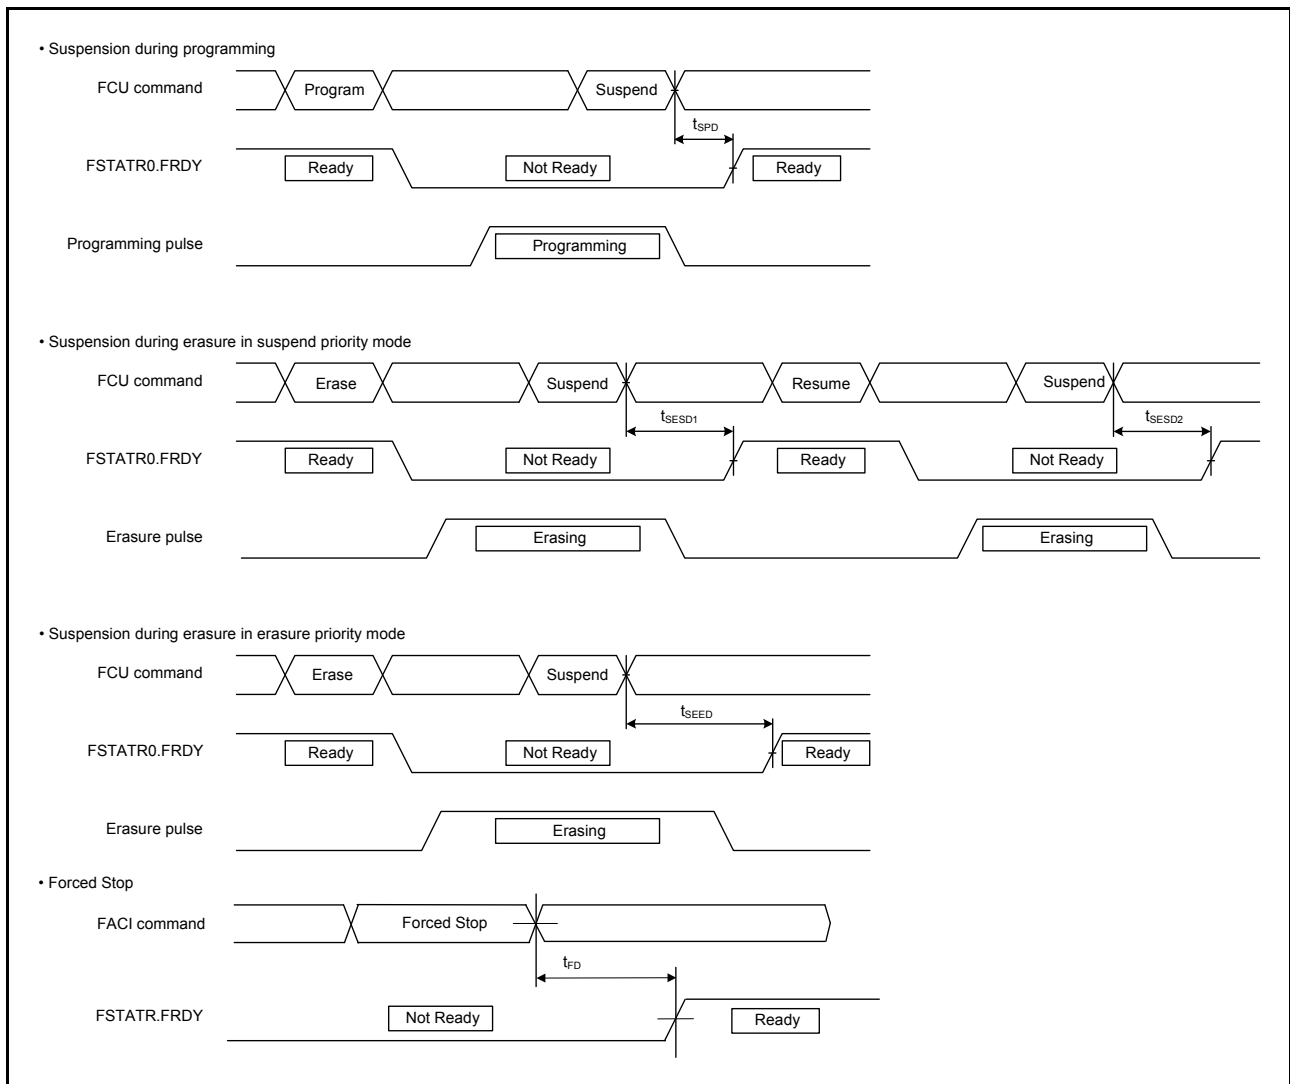 • Suspension during programming
FCU command
Program
Suspend
tSPD
FSTATR0.FRDY
Ready
Not Ready
Ready
Programming pulse
Programming
• Suspension during erasure in suspend priority mode
FCU command
Erase
Suspend
Resume
Suspend
tSESD1
tSESD2
FSTATR0.FRDY
Ready
Not Ready
Ready
Not Ready
Erasure pulse
Erasing
Erasing
• Suspension during erasure in erasure priority mode
FCU command
Erase
Suspend
tSEED
FSTATR0.FRDY
Ready
Not Ready
Ready
Erasure pulse
Erasing
• Forced Stop
FACI command
Forced Stop
tFD
FSTATR.FRDY
Not Ready
Ready